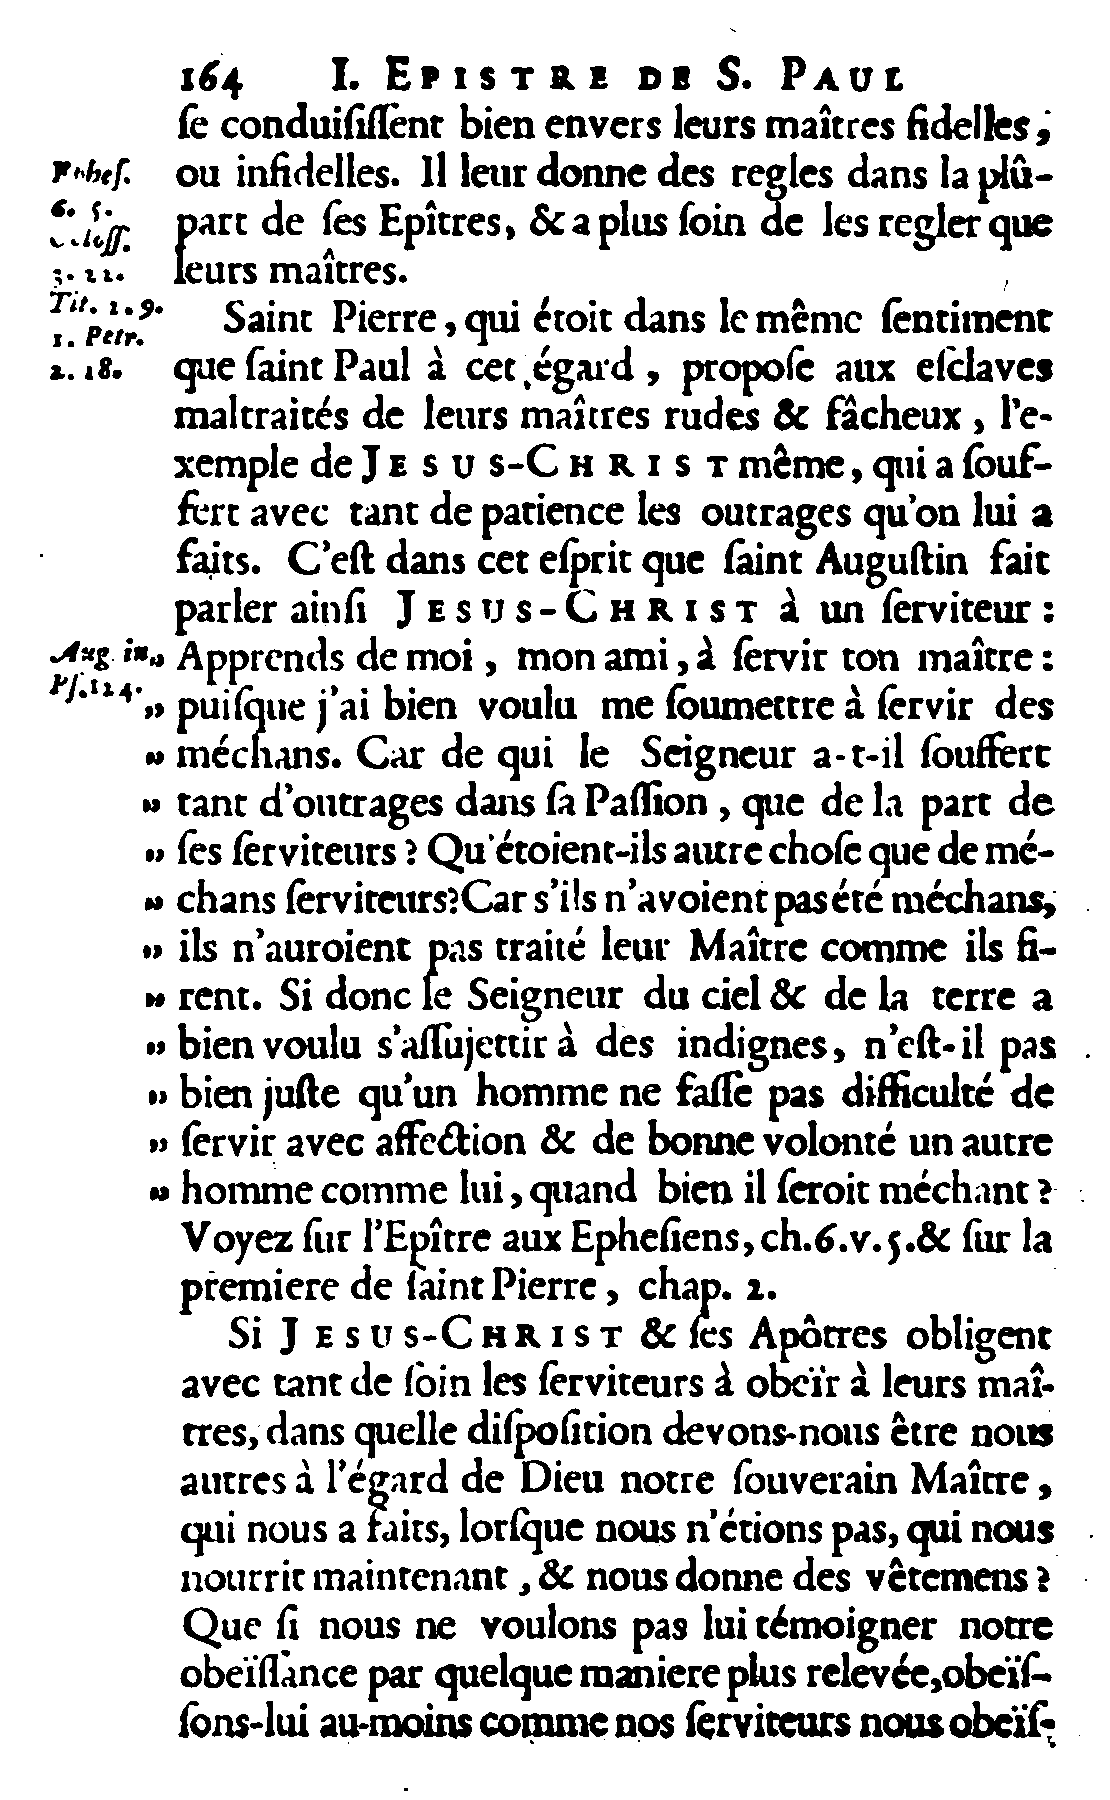 164 I. EPISTRE DE S. PAUL
ſe conduiſiſſent bien envers leurs maîtres fidelles,
ou infidelles. Il leur donne des regles dans la plû-
part de ſes Epîtres, & a plus ſoin de les regler que
leurs maîtres.
6. 5.
3. 22.
Tit. 2. 9.
1. Petr.
2. 18.
Saint Pierre, qui étoit dans le même ſentiment
que ſaint Paul à cet égard, propoſe aux eſclaves
maltraités de leurs maîtres rudes & fâcheux, l'e-
xemple de JESUS-CHRIST même, qui a ſouf-
fert avec tant de patience les outrages qu'on lui a
faits. C'eſt dans cet eſprit que ſaint Auguſtin fait
parler ainſi JESUS-CHRIST à un ſerviteur :
Aug. in
Pſ. 124.
„ Apprends de moi, mon ami, à ſervir ton maître :
„ puiſque j'ai bien voulu me ſoumettre à ſervir des
„ méchans. Car de qui le Seigneur a-t-il ſouffert
„ tant d'outrages dans ſa Paſſion, que de la part de
„ ſes ſerviteurs ? Qu'étoient-ils autre choſe que de mé-
„ chans ſerviteurs? Car s'ils n'avoient pas été méchans,
„ ils n'auroient pas traité leur Maître comme ils fi-
„ rent. Si donc le Seigneur du ciel & de la terre a
„ bien voulu s'aſſujettir à des indignes, n'eſt-il pas
„ bien juſte qu'un homme ne faſſe pas difficulté de
„ ſervir avec affection & de bonne volonté un autre
„ homme comme lui, quand bien il ſeroit méchant ?
Voyez ſur l'Epître aux Epheſiens, ch. 6. v. 5. & ſur la
premiere de ſaint Pierre, chap. 2.
Si JESUS-CHRIST & ſes Apôtres obligent
avec tant de ſoin les ſerviteurs à obeïr à leurs maî-
tres, dans quelle diſpoſition devons-nous être nous
autres à l'égard de Dieu notre ſouverain Maître,
qui nous a faits, lorſque nous n'étions pas, qui nous
nourrit maintenant, & nous donne des vêtemens ?
Que ſi nous ne voulons pas lui témoigner notre
obeïſſance par quelque maniere plus relevée, obeïſ-
ſons-lui au-moins comme nos ſerviteurs nous obeïſ-